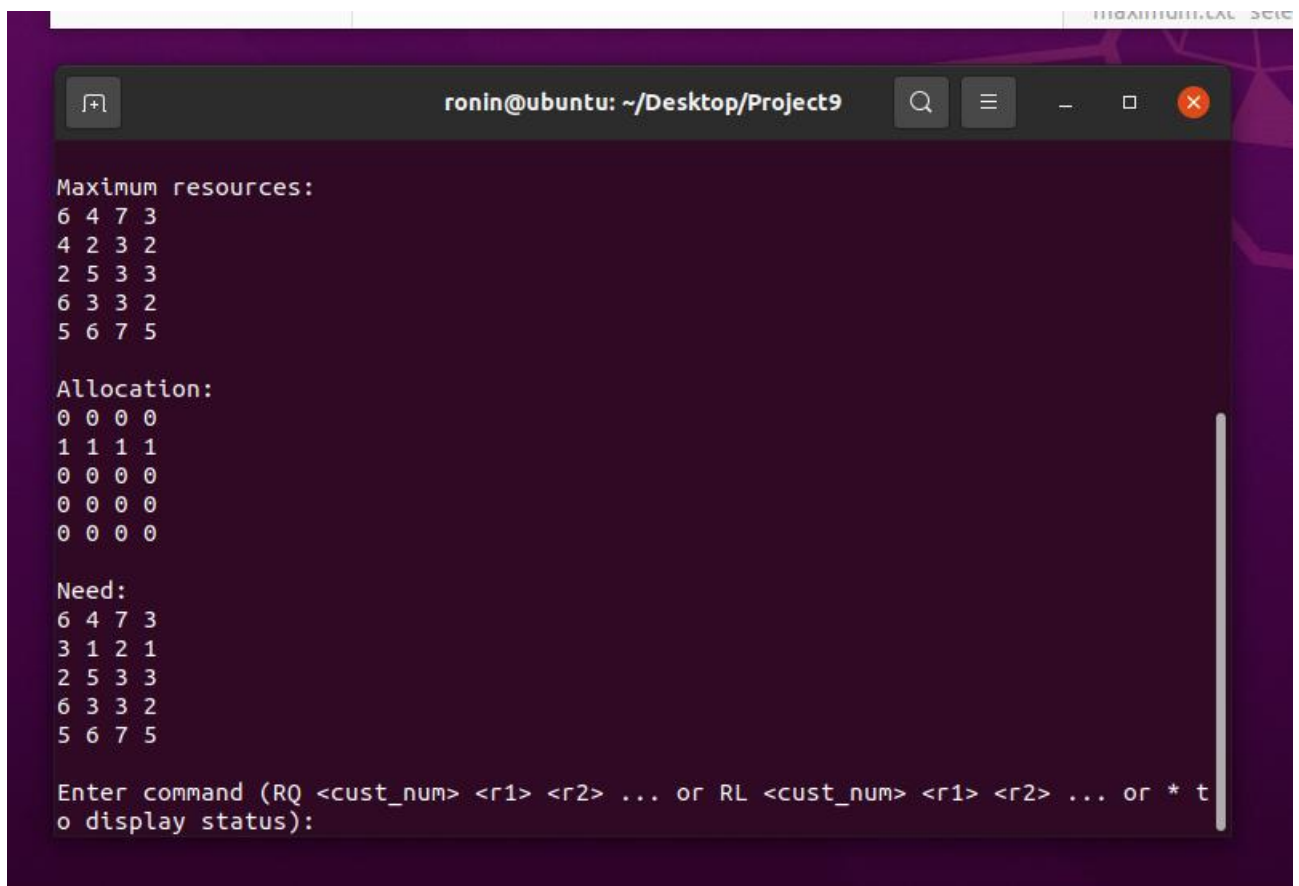 maximum.txt" sele
ronin@ubuntu: ~/Desktop/Project9
Maximum resources:
6 4 7 3
4 2 3 2
2 5 3 3
6 3 3 2
5 6 7 5
Allocation:
0 0 0 0
1 1 1 1
0 0 0 0
0 0 0 0
0 0 0 0
Need:
6 4 7 3
3 1 2 1
2 5 3 3
6 3 3 2
5 6 7 5
Enter command (RQ <cust_num> <r1> <r2> ... or RL <cust_num> <r1> <r2> ... or * t
o display status):